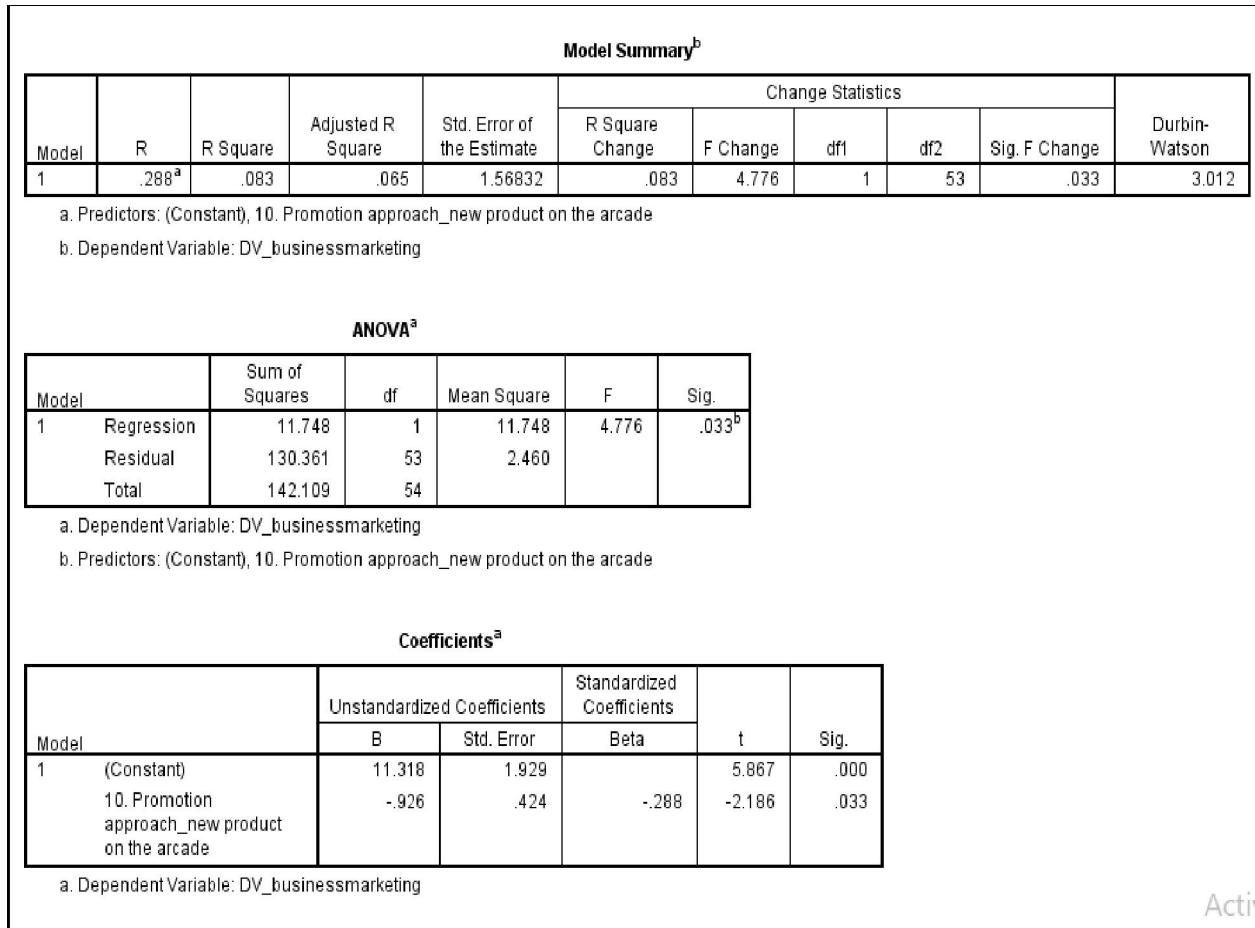 Model Summaryb
Change Statistics
Model R R Square Adjusted R Square Std. Error of the Estimate R Square Change F Change df1 df2 Sig. F Change Durbin-Watson
1 .288a .083 .065 1.56832 .083 4.776 1 53 .033 3.012
a. Predictors: (Constant), 10. Promotion approach_new product on the arcade
b. Dependent Variable: DV_businessmarketing
ANOVAa
Model Sum of Squares df Mean Square F Sig.
1 Regression 11.748 1 11.748 4.776 .033b
Residual 130.361 53 2.460
Total 142.109 54
a. Dependent Variable: DV_businessmarketing
b. Predictors: (Constant), 10. Promotion approach_new product on the arcade
Coefficientsa
Unstandardized Coefficients Standardized Coefficients
Model B Std. Error Beta t Sig.
1 (Constant) 11.318 1.929 5.867 .000
10. Promotion approach_new product on the arcade -.926 .424 -.288 -2.186 .033
a. Dependent Variable: DV_businessmarketing
Acti